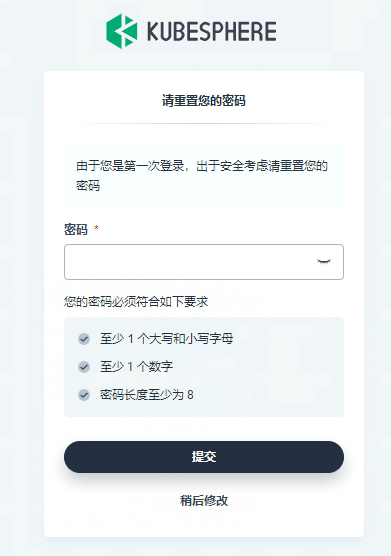 KUBESPHERE
请重置您的密码
由于您是第一次登录，出于安全考虑请重置您的
密码
密码 *
您的密码必须符合如下要求
至少 1 个大写和小写字母
至少 1 个数字
密码长度至少为 8
提交
稍后修改